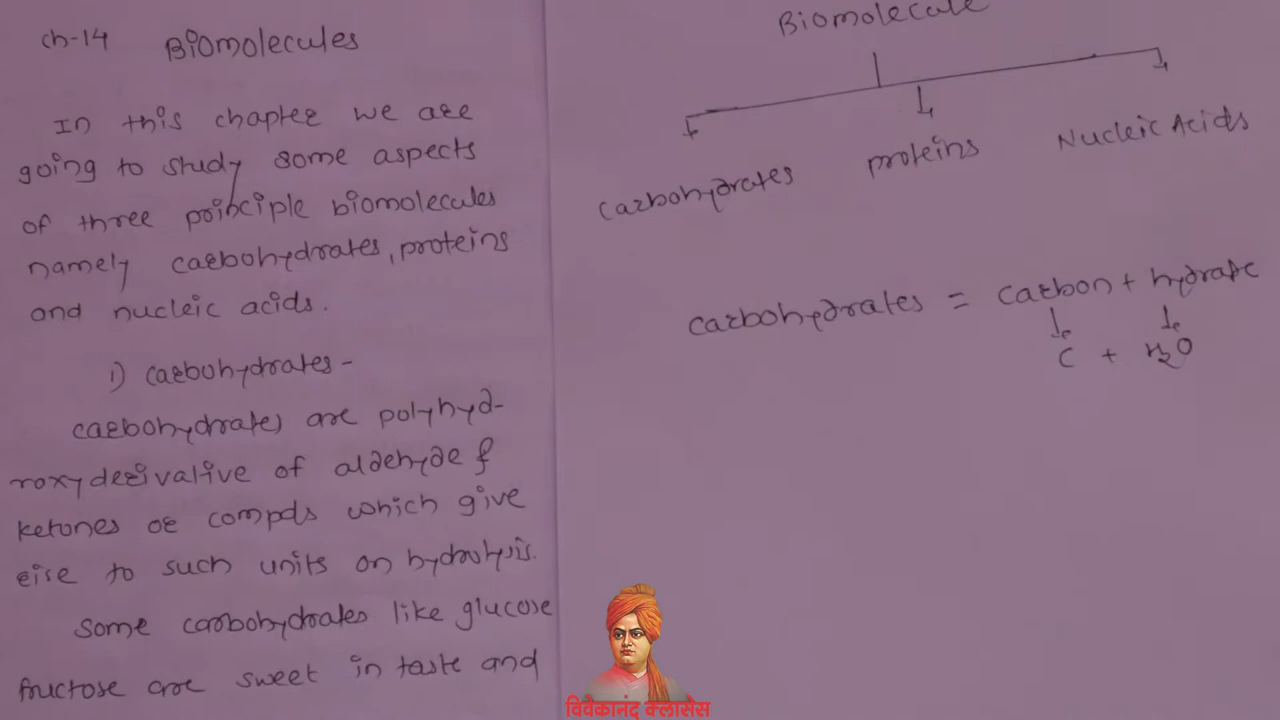 ch-14 Biomolecules
In this chapter we are
going to study some aspects
of three principle biomolecules
namely carbohydrates, proteins
and nucleic acids.
i) carbohydrates -
carbohydrates are polyhyd-
roxy derivative of aldehyde &
ketones or compds which give
rise to such units on hydrolysis.
Some carbohydrates like glucose
fructose are sweet in taste and
Biomolecule
carbohydrates proteins Nucleic Acids
carbohydrates = carbon + hydrate
C + H2O
विवेकानंद क्लासेस